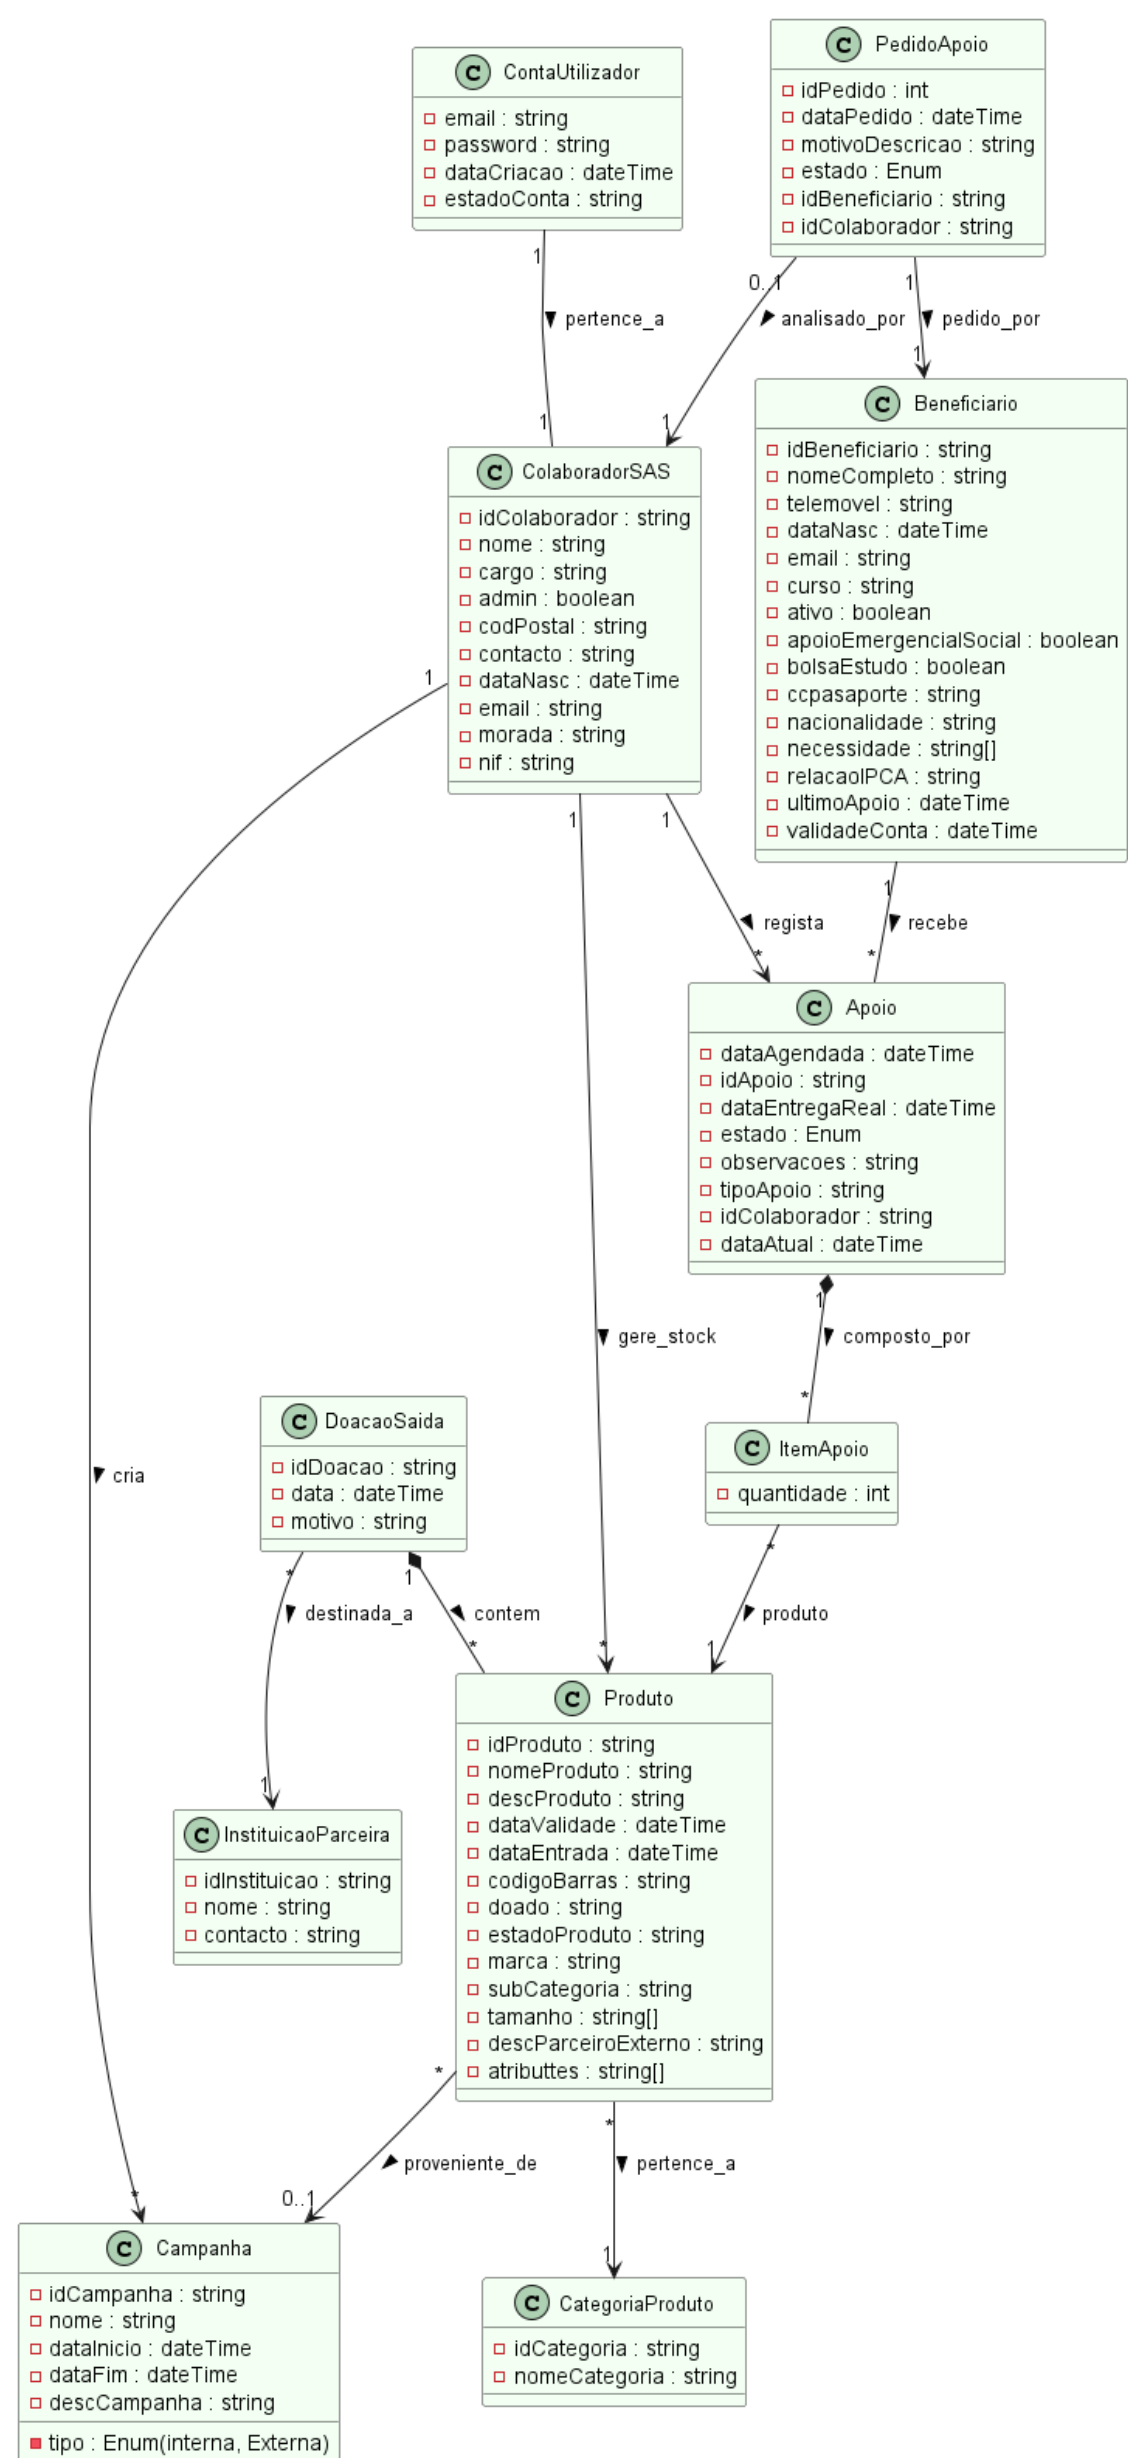 ContaUtilizador
email : string
password : string
dataCriacao : dateTime
estadoConta : string
PedidoApoio
idPedido : int
dataPedido : dateTime
motivoDescricao : string
estado : Enum
idBeneficiario : string
idColaborador : string
1
pertence_a
1
0..1
analisado_por
1
1
pedido_por
1
ColaboradorSAS
idColaborador : string
nome : string
cargo : string
admin : boolean
codPostal : string
contacto : string
dataNasc : dateTime
email : string
morada : string
nif : string
Beneficiario
idBeneficiario : string
nomeCompleto : string
telemovel : string
dataNasc : dateTime
email : string
curso : string
ativo : boolean
apoioEmergencialSocial : boolean
bolsaEstudo : boolean
ccpasaporte : string
nacionalidade : string
necessidade : string[]
relacaoIPCA : string
ultimoApoio : dateTime
validadeConta : dateTime
1
1
1
regista
*
1
recebe
*
Apoio
dataAgendada : dateTime
idApoio : string
dataEntregaReal : dateTime
estado : Enum
observacoes : string
tipoApoio : string
idColaborador : string
dataAtual : dateTime
1
composto_por
*
gere_stock
*
cria
*
DoacaoSaida
idDoacao : string
data : dateTime
motivo : string
ItemApoio
quantidade : int
*
destinada_a
1
1
contem
*
*
produto
1
InstituicaoParceira
idInstituicao : string
nome : string
contacto : string
Produto
idProduto : string
nomeProduto : string
descProduto : string
dataValidade : dateTime
dataEntrada : dateTime
codigoBarras : string
doado : string
estadoProduto : string
marca : string
subCategoria : string
tamanho : string[]
descParceiroExterno : string
atributtes : string[]
*
proveniente_de
0..1
*
pertence_a
1
Campanha
idCampanha : string
nome : string
dataInicio : dateTime
dataFim : dateTime
descCampanha : string
tipo : Enum(interna, Externa)
CategoriaProduto
idCategoria : string
nomeCategoria : string